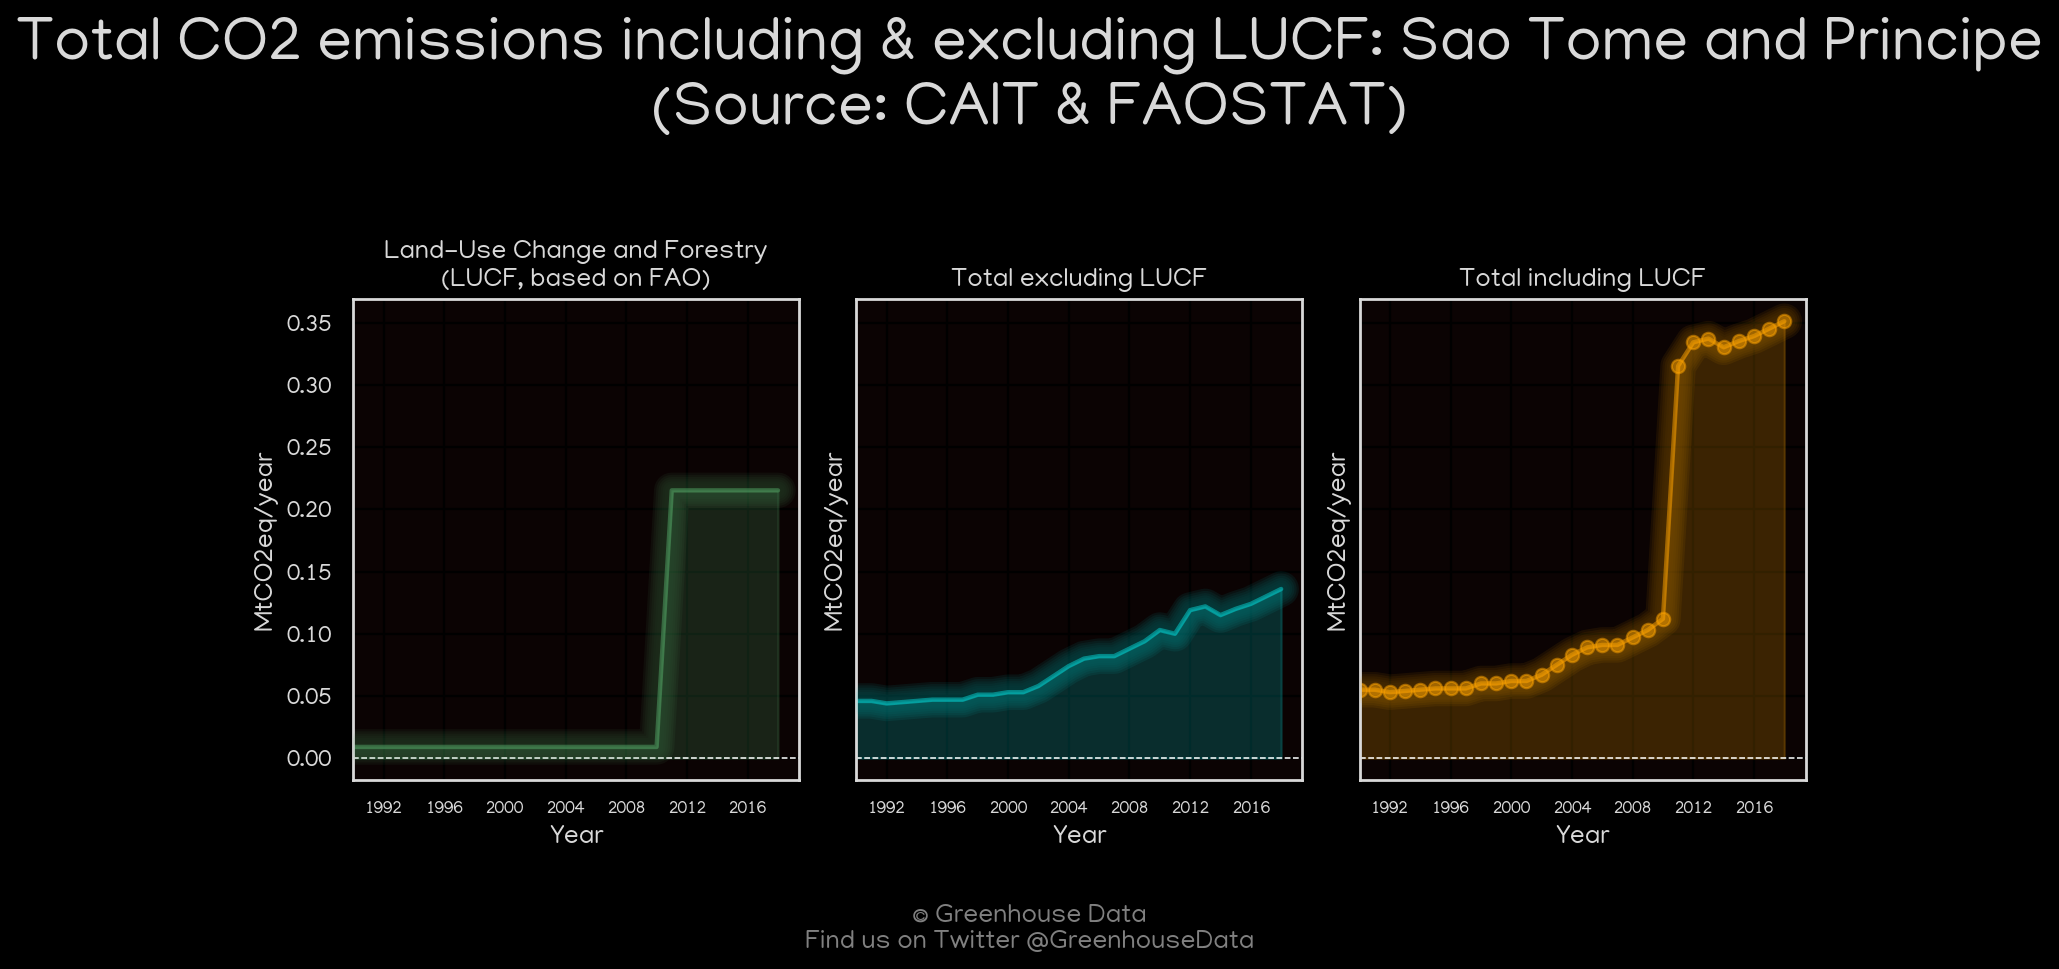 Total CO2 emissions including & excluding LUCF: Sao Tome and Principe
(Source: CAIT & FAOSTAT)
Land-Use Change and Forestry
(LUCF, based on FAO)
MtCO2eq/year
0.35
0.30
0.25
0.20
0.15
0.10
0.05
0.00
1992 1996 2000 2004 2008 2012 2016
Year
Total excluding LUCF
MtCO2eq/year
1992 1996 2000 2004 2008 2012 2016
Year
Total including LUCF
MtCO2eq/year
1992 1996 2000 2004 2008 2012 2016
Year
© Greenhouse Data
Find us on Twitter @GreenhouseData